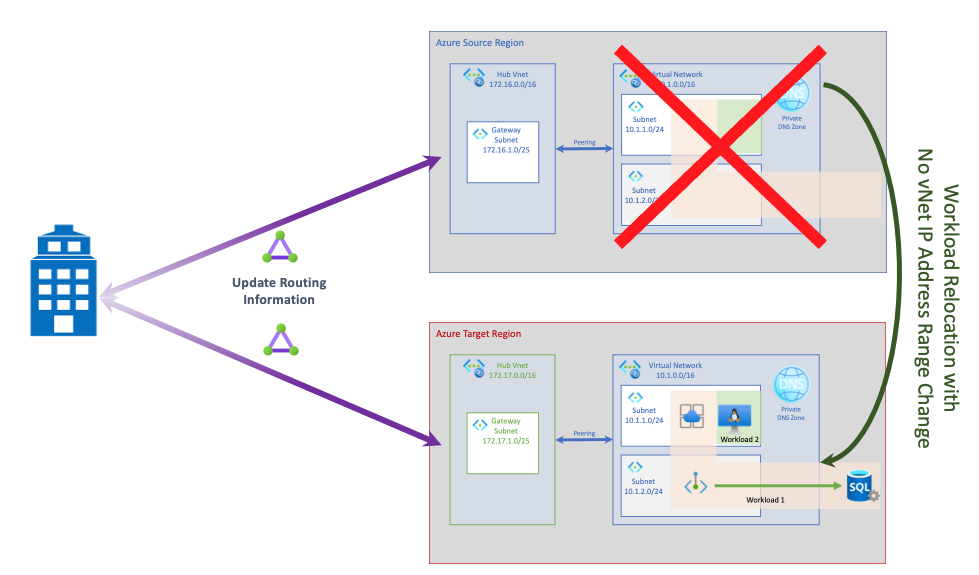 Azure Source Region
Hub Vnet
172.16.0.0/16
Gateway
Subnet
172.16.1.0/25
Peering
Virtual Network
10.1.0.0/16
Subnet
10.1.1.0/24
Subnet
10.1.2.0/24
DNS
Private
DNS Zone
Update Routing
Information
Workload Relocation with
No vNet IP Address Range Change
Azure Target Region
Hub Vnet
172.17.0.0/16
Gateway
Subnet
172.17.1.0/25
Peering
Virtual Network
10.1.0.0/16
Subnet
10.1.1.0/24
Workload 2
Subnet
10.1.2.0/24
Workload 1
DNS
Private
DNS Zone
SQL